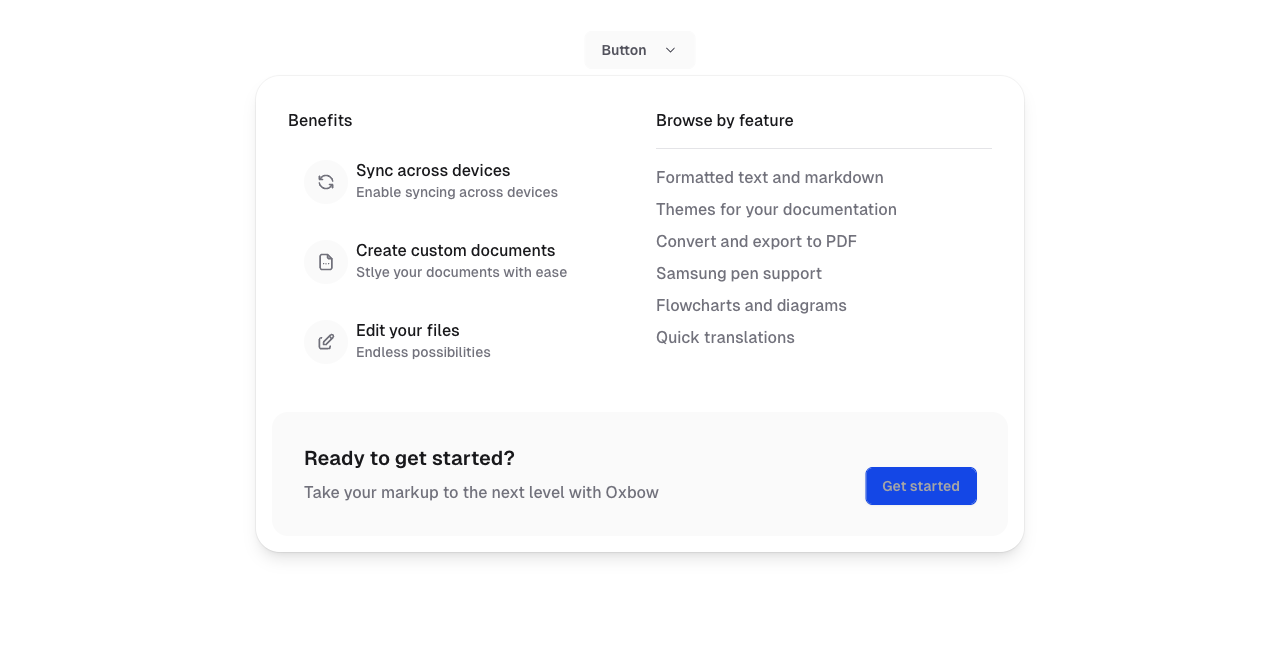 Button
Benefits
Sync across devices
Enable syncing across devices
Create custom documents
Stlye your documents with ease
Edit your files
Endless possibilities
Browse by feature
Formatted text and markdown
Themes for your documentation
Convert and export to PDF
Samsung pen support
Flowcharts and diagrams
Quick translations
Ready to get started?
Take your markup to the next level with Oxbow
Get started